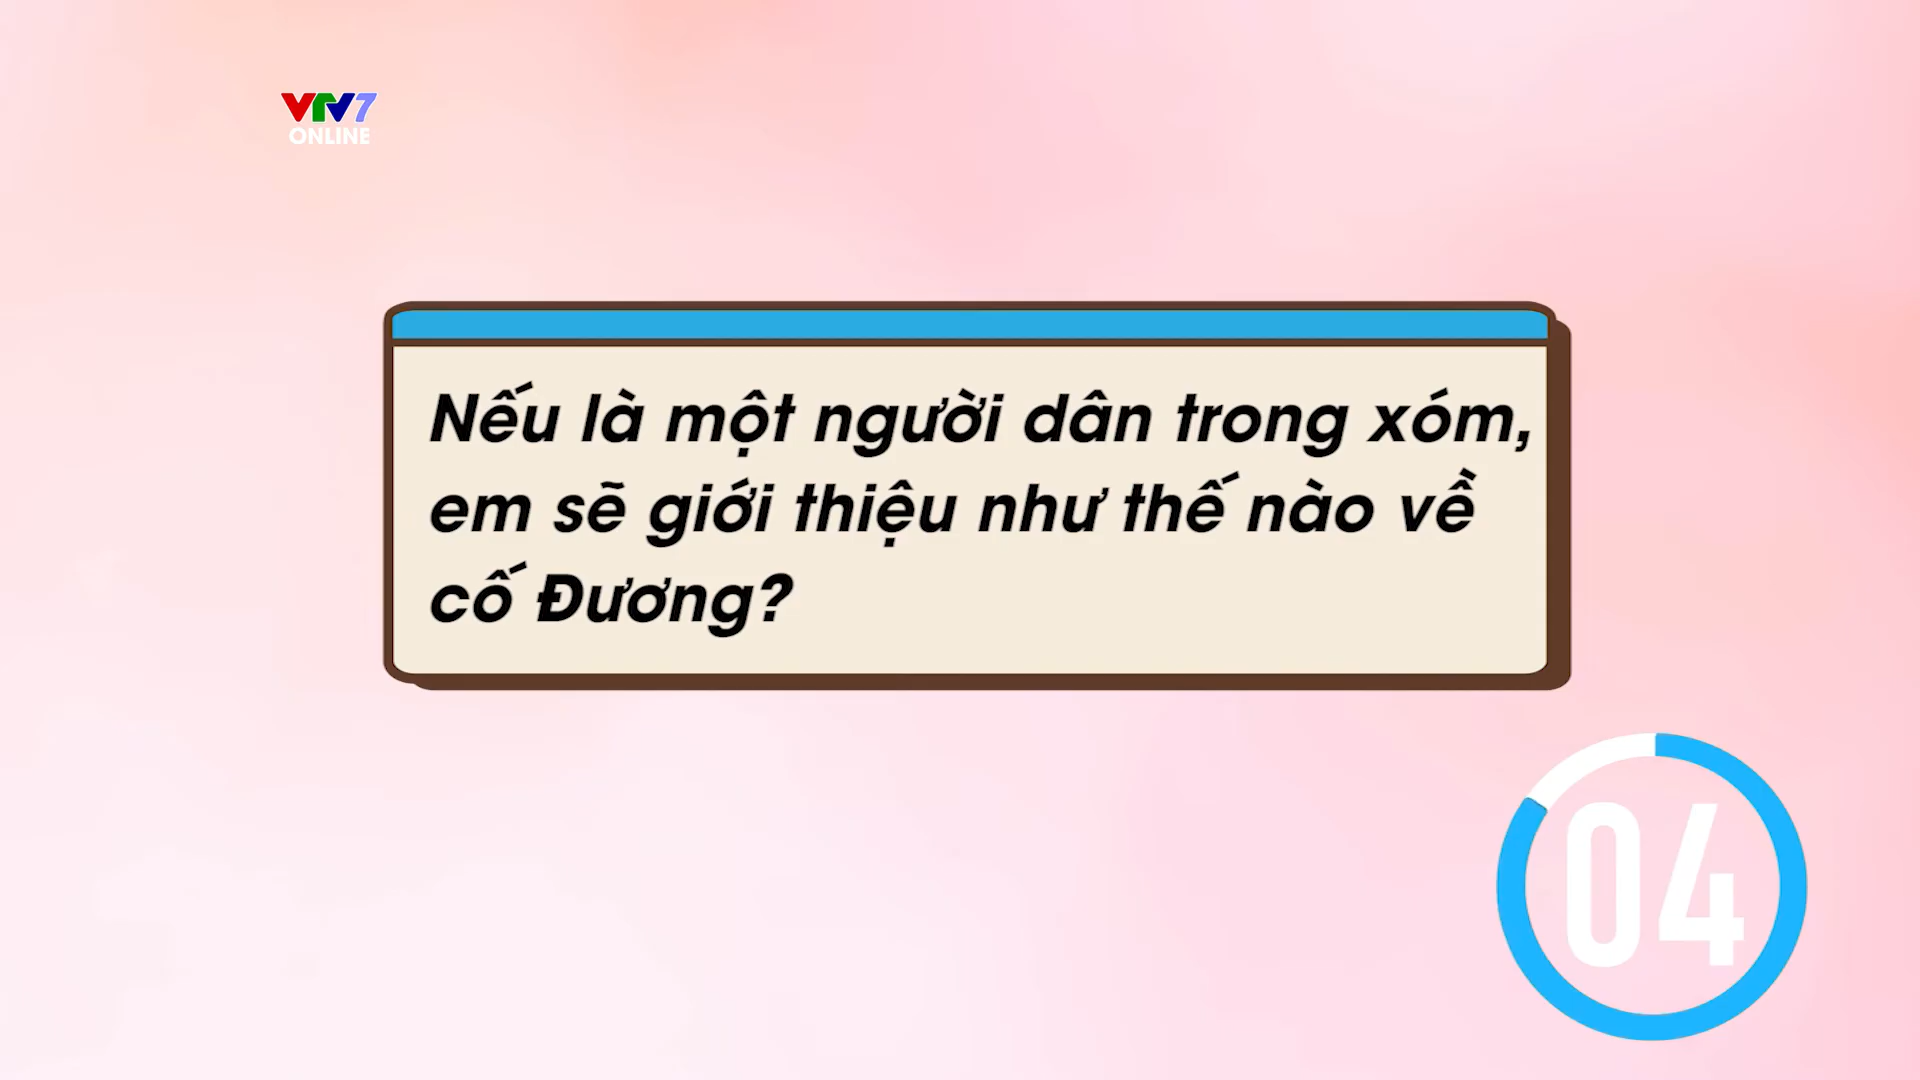 VTV7
ONLINE
Nếu là một người dân trong xóm,
em sẽ giới thiệu như thế nào về
cố Đương?
04